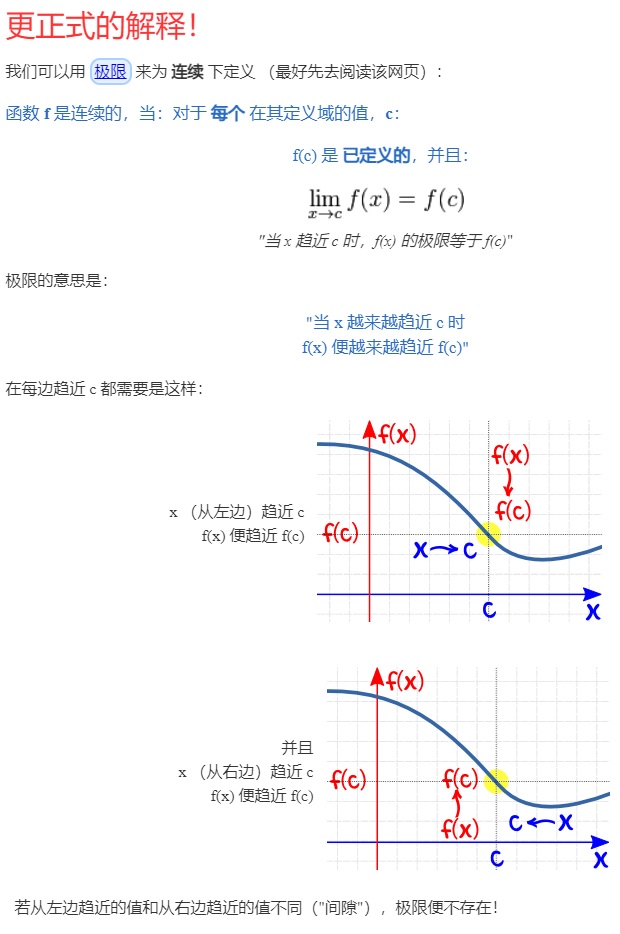 更正式的解释！
我们可以用 极限 来为 连续 下定义 （最好先去阅读该网页）：
函数 f 是连续的，当：对于 每个 在其定义域的值，c：
f(c) 是 已定义的，并且：
lim f(x) = f(c)
x→c
"当 x 趋近 c 时，f(x) 的极限等于 f(c)"
极限的意思是：
"当 x 越来越趋近 c 时
f(x) 便越来越趋近 f(c)"
在每边趋近 c 都需要是这样：
f(x)
f(x)
f(c)
x （从左边）趋近 c
f(x) 便趋近 f(c)
f(c)
x→c
c
x
f(x)
并且
x （从右边）趋近 c
f(x) 便趋近 f(c)
f(c)
f(c)
f(x)
c←x
c
x
若从左边趋近的值和从右边趋近的值不同（"间隙"），极限便不存在！